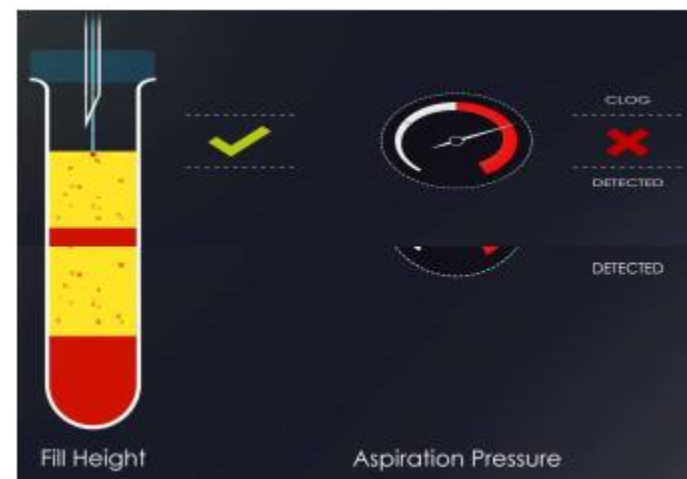 CLOG
DETECTED
DETECTED
Fill Height
Aspiration Pressure